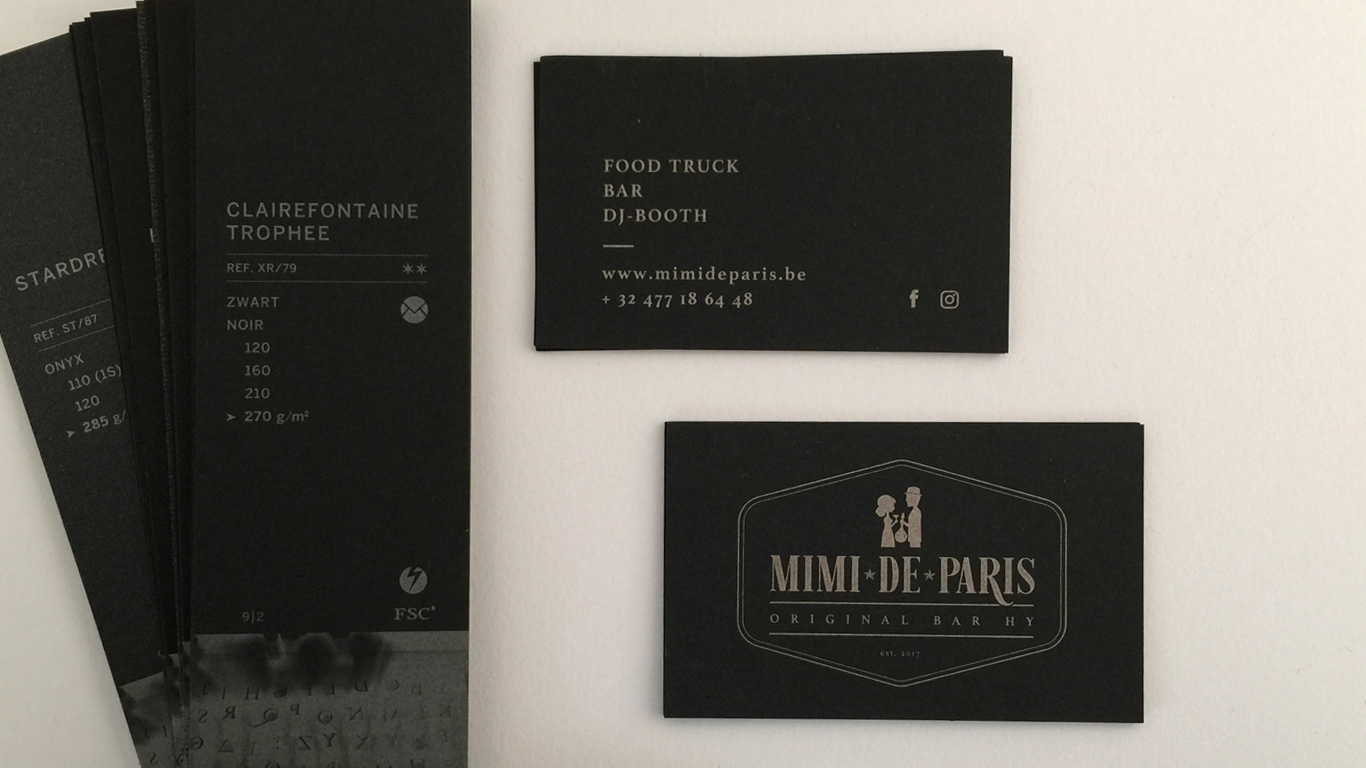 STARDRE
REF. ST/87
ONYX
110 (1S)
120
➤ 285 g/
CLAIREFONTAINE
TROPHEE
REF. XR/79 **
ZWART
NOIR
120
160
210
➤ 270 g/m²
9|2
FSC®
FOOD TRUCK
BAR
DJ-BOOTH
www.mimideparis.be
+ 32 477 18 64 48
MIMI ★ DE ★ PARIS
ORIGINAL BAR HY
est. 2017